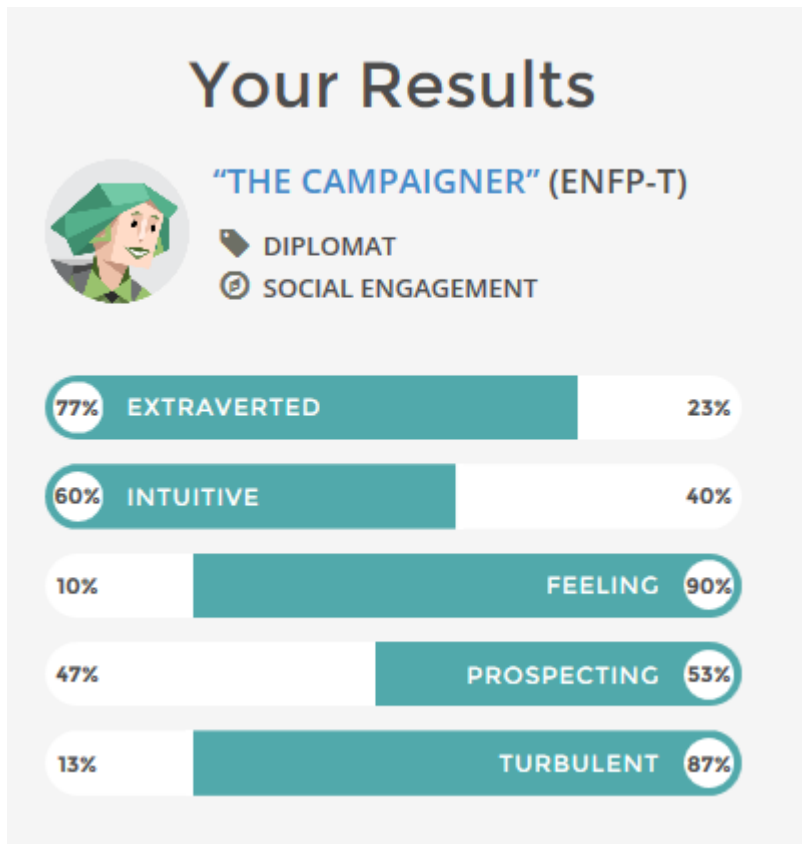 Your Results
“THE CAMPAIGNER” (ENFP-T)
DIPLOMAT
SOCIAL ENGAGEMENT
77% EXTRAVERTED 23%
60% INTUITIVE 40%
10% FEELING 90%
47% PROSPECTING 53%
13% TURBULENT 87%